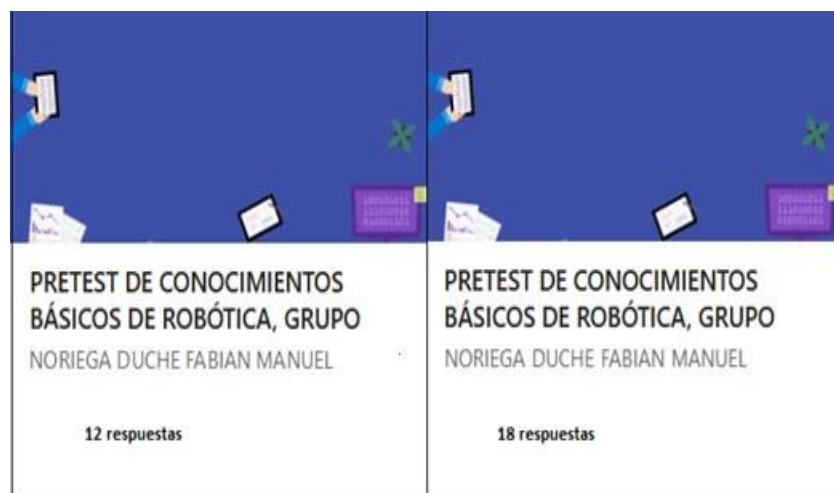 PRETEST DE CONOCIMIENTOS
BÁSICOS DE ROBÓTICA, GRUPO
NORIEGA DUCHE FABIAN MANUEL
12 respuestas
PRETEST DE CONOCIMIENTOS
BÁSICOS DE ROBÓTICA, GRUPO
NORIEGA DUCHE FABIAN MANUEL
18 respuestas